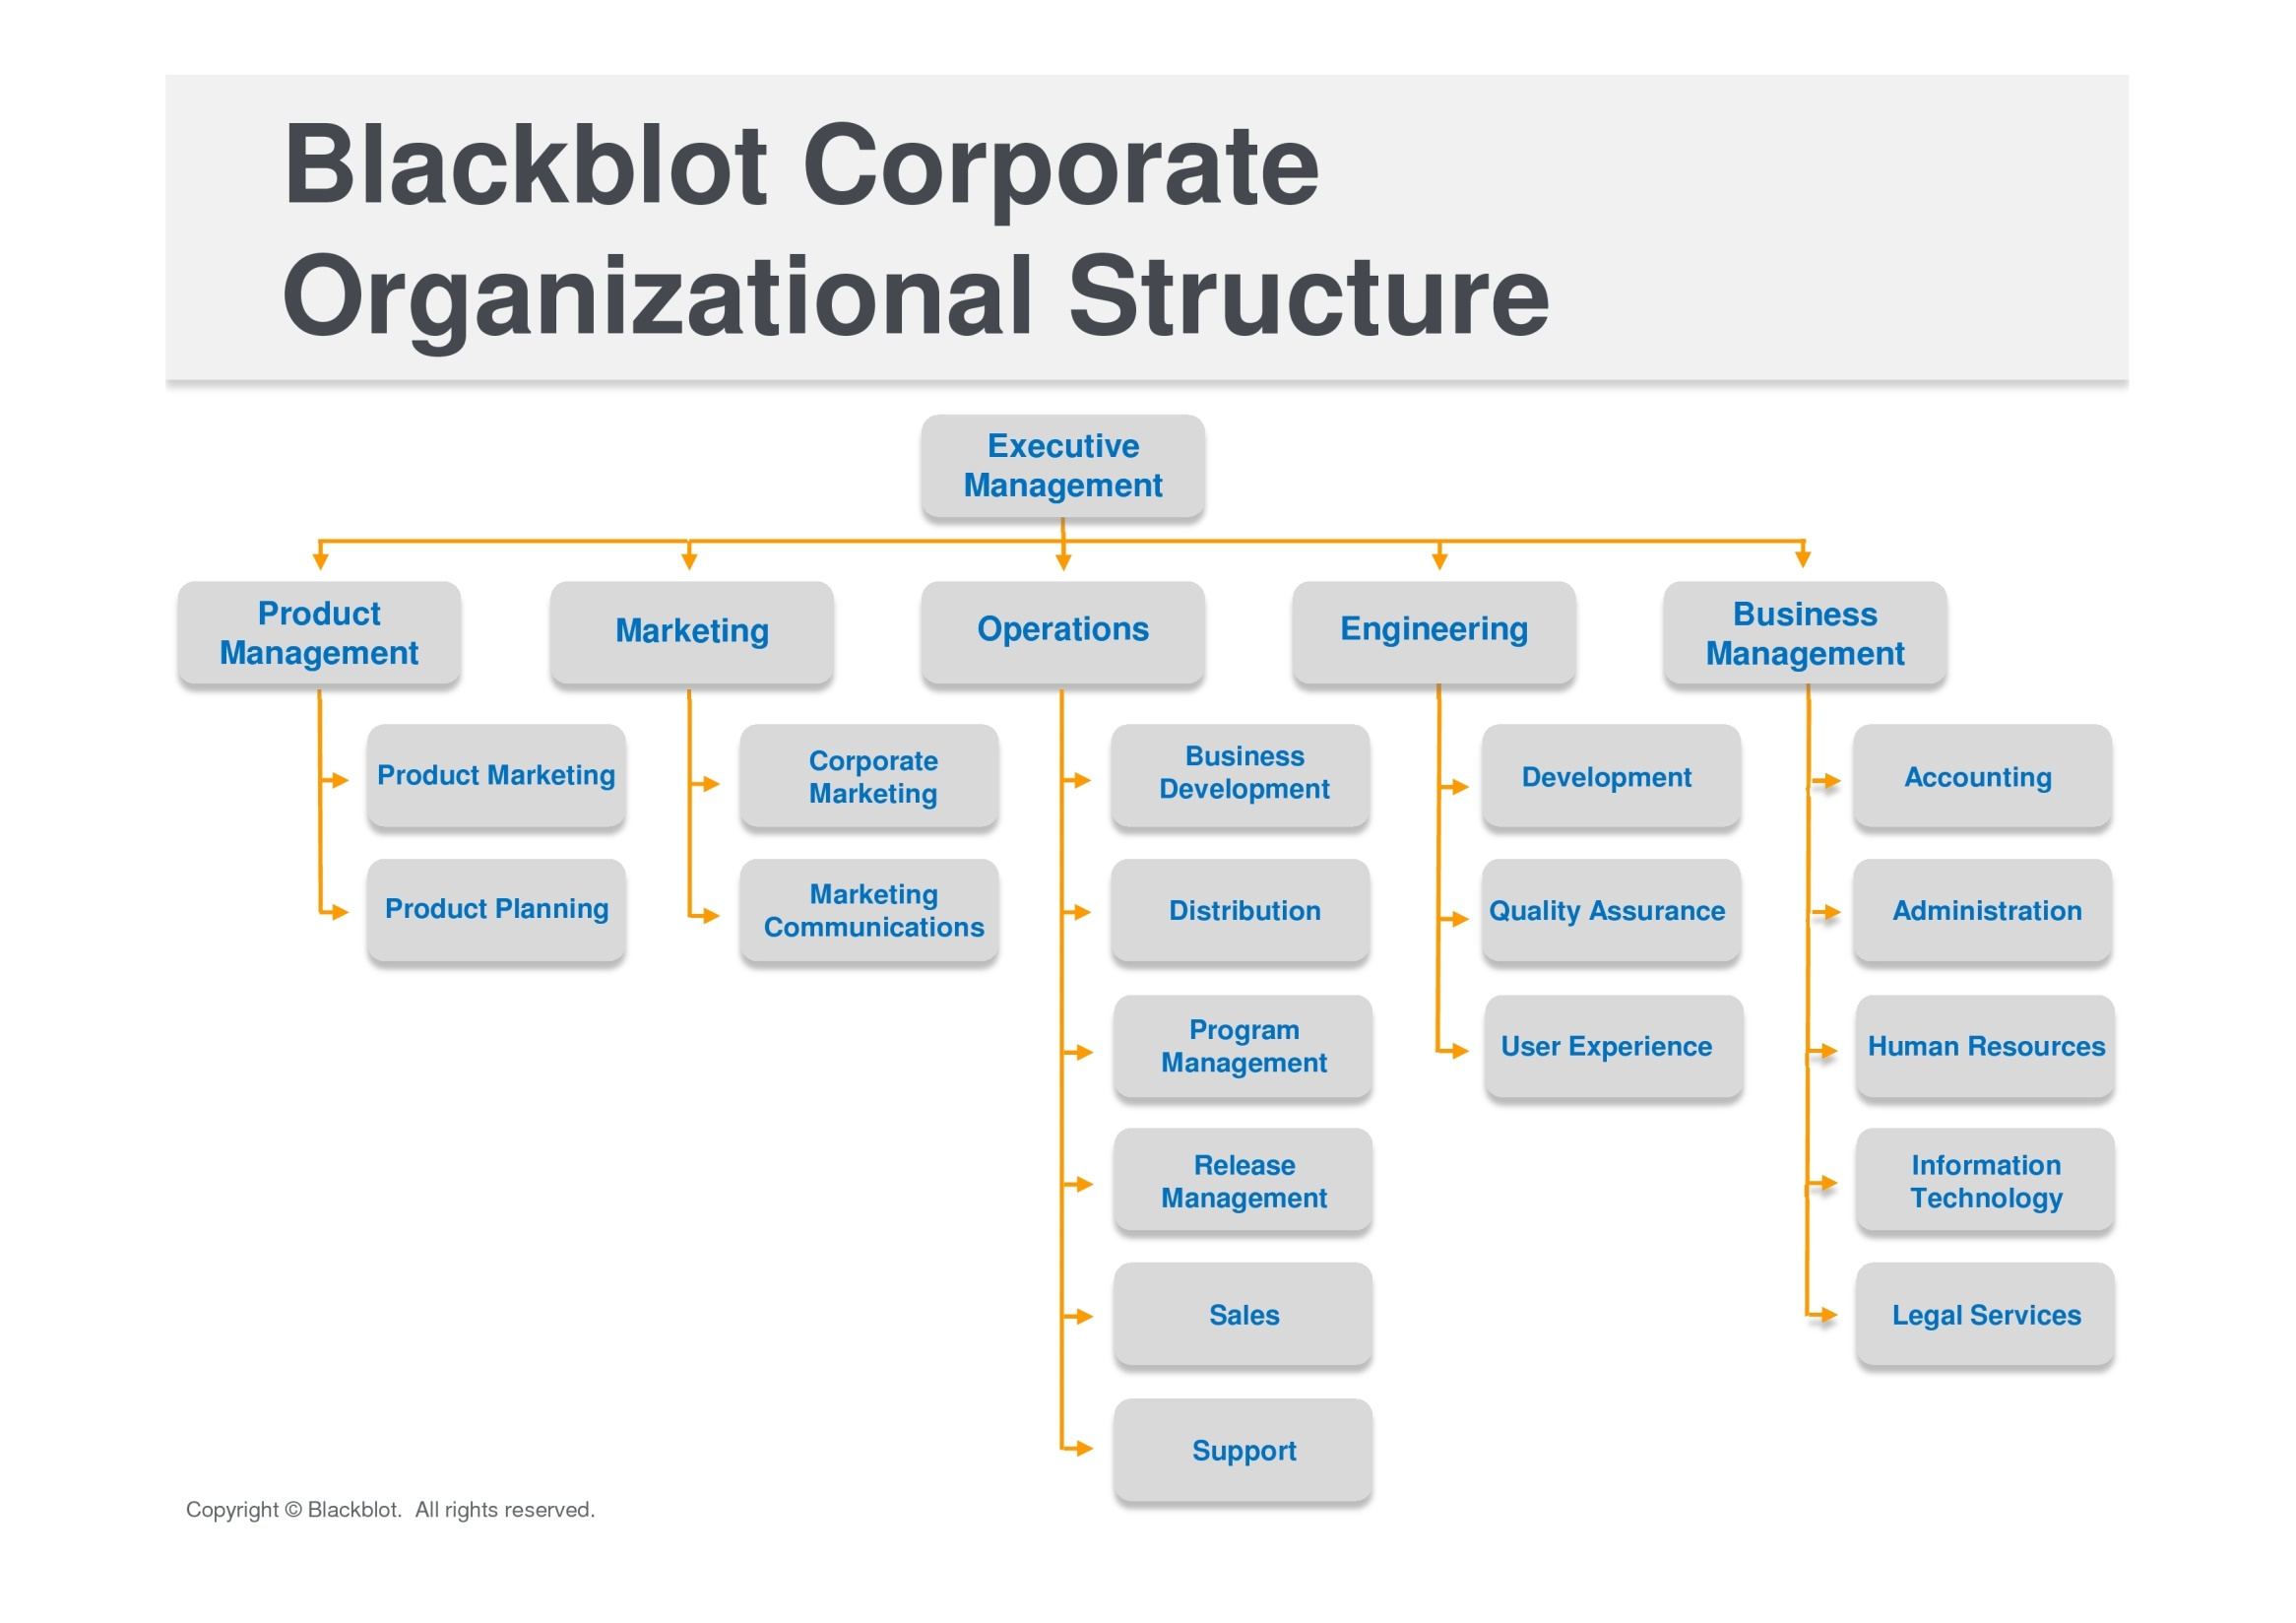 Blackblot Corporate
Organizational Structure
Executive
Management
Product
Management
Marketing
Operations
Engineering
Business
Management
Product Marketing
Product Planning
Corporate
Marketing
Marketing
Communications
Business
Development
Distribution
Program
Management
Release
Management
Sales
Support
Development
Quality Assurance
User Experience
Accounting
Administration
Human Resources
Information
Technology
Legal Services
Copyright © Blackblot.  All rights reserved.